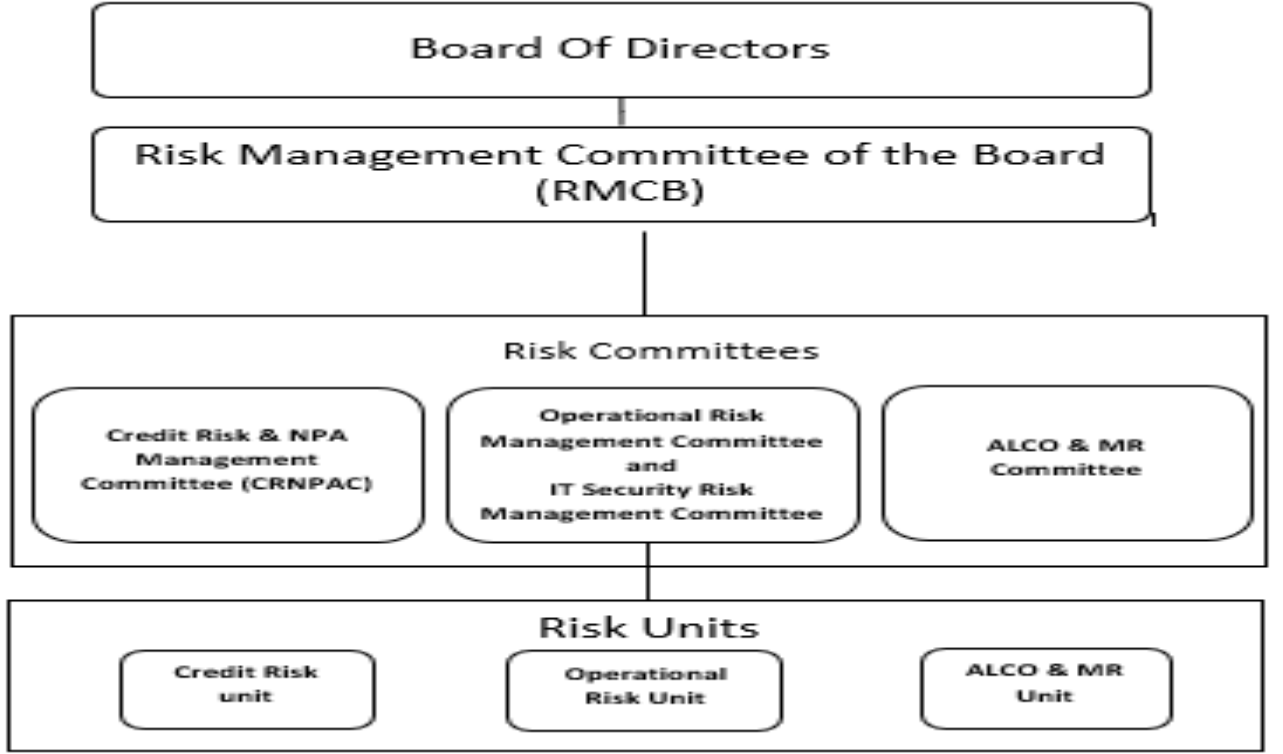 Board Of Directors
Risk Management Committee of the Board
(RMCB)
Risk Committees
Credit Risk & NPA
Management
Committee (CRNPAC)
Operational Risk
Management Committee
and
IT Security Risk
Management Committee
ALCO & MR
Committee
Risk Units
Credit Risk
unit
Operational
Risk Unit
ALCO & MR
Unit